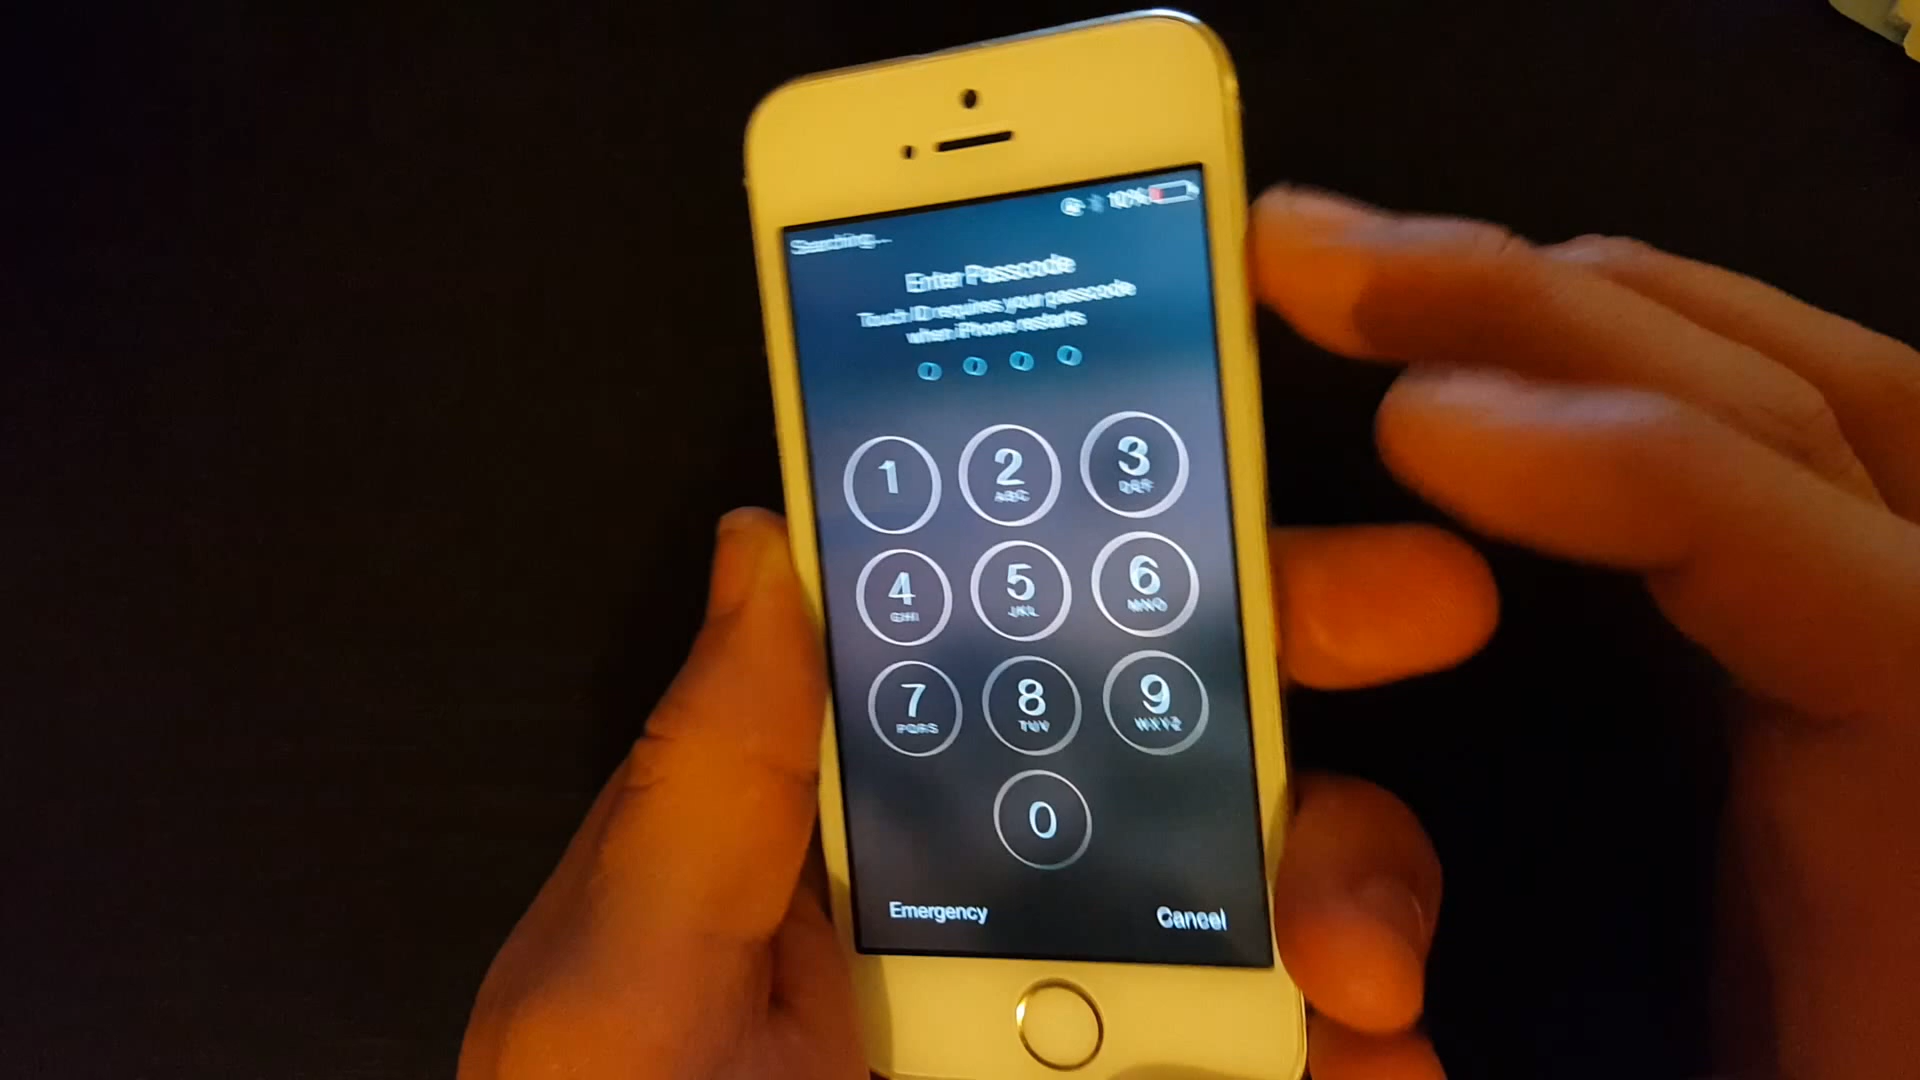 10%
Searching...
Enter Passcode
Touch ID requires your passcode
when iPhone restarts
1 2 3
ABC DEF
4 5 6
GHI JKL MNO
7 8 9
PQRS TUV WXYZ
0
Emergency Cancel